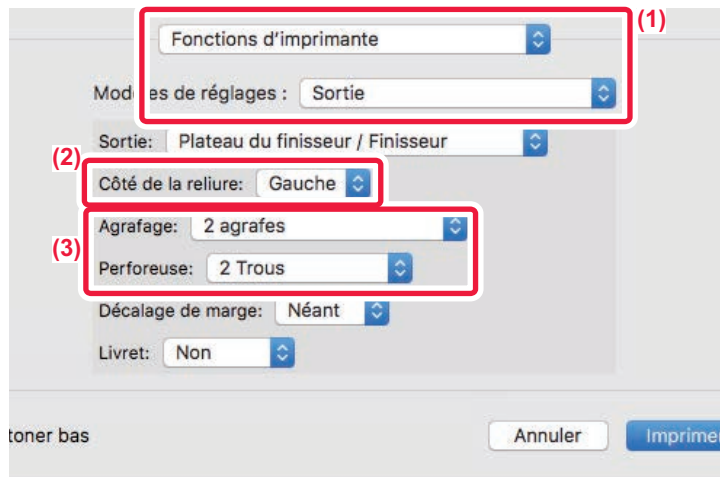 (1)
Fonctions d'imprimante
Modèles de réglages : Sortie
Sortie: Plateau du finisseur / Finisseur
(2)
Côté de la reliure: Gauche
Agrafage: 2 agrafes
(3)
Perforeuse: 2 Trous
Décalage de marge: Néant
Livret: Non
toner bas Annuler Imprimer